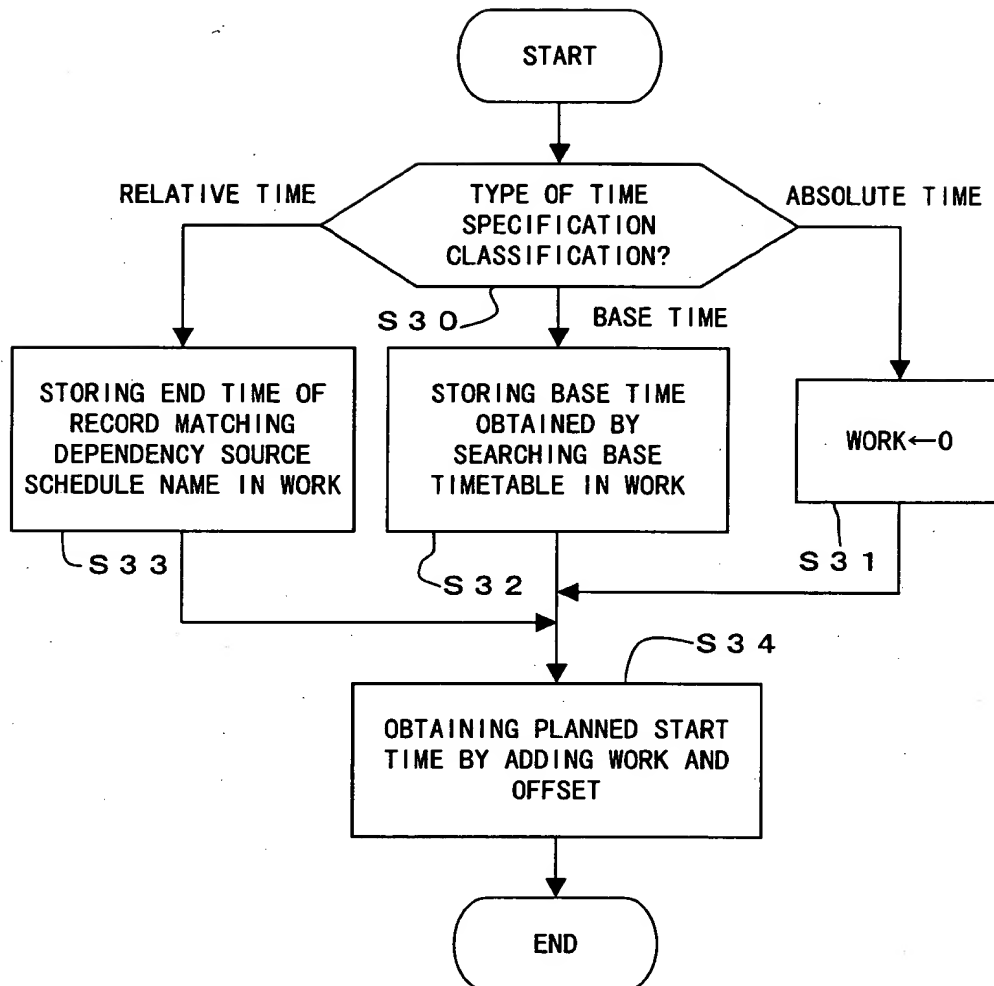 START
RELATIVE TIME
TYPE OF TIME
SPECIFICATION
CLASSIFICATION?
ABSOLUTE TIME
S30
BASE TIME
STORING END TIME OF
RECORD MATCHING
DEPENDENCY SOURCE
SCHEDULE NAME IN WORK
STORING BASE TIME
OBTAINED BY
SEARCHING BASE
TIMETABLE IN WORK
WORK←0
S33
S32
S31
S34
OBTAINING PLANNED START
TIME BY ADDING WORK AND
OFFSET
END